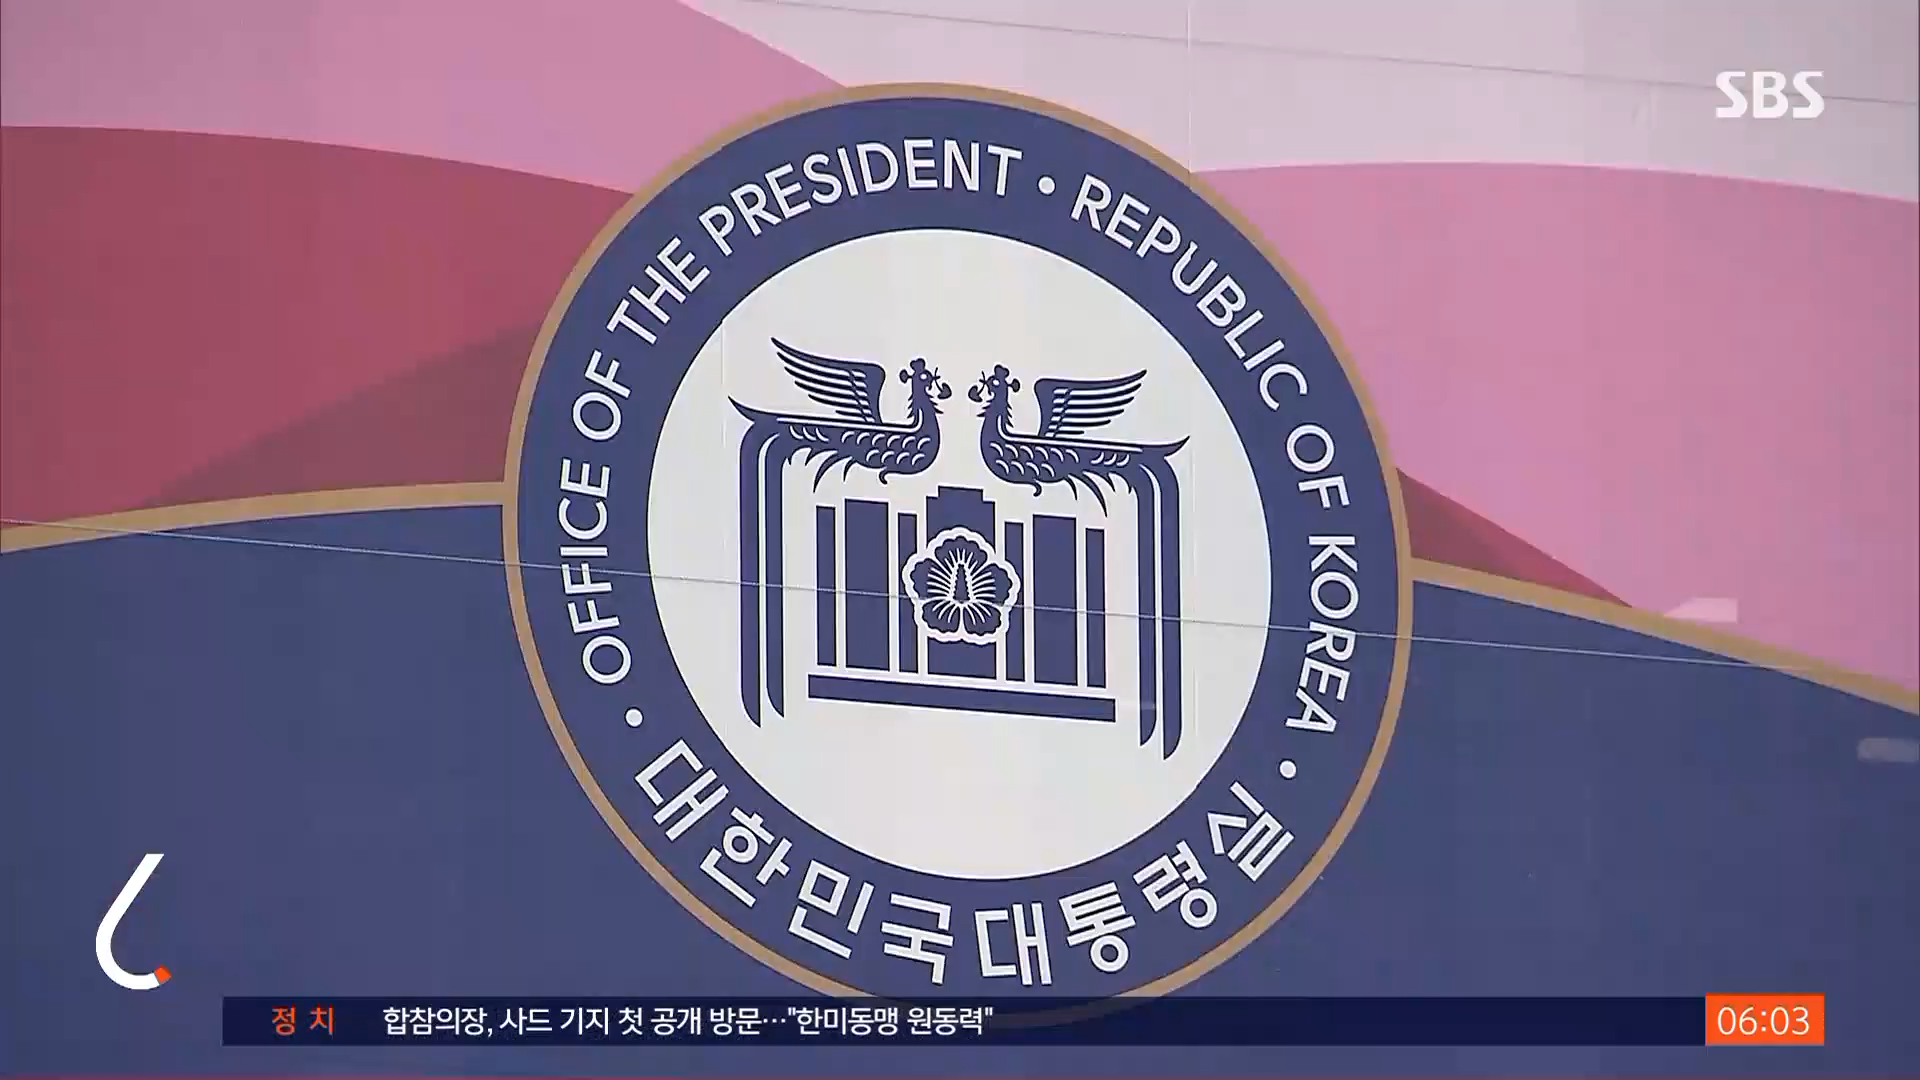 SBS
OFFICE OF THE PRESIDENT • REPUBLIC OF KOREA •
대한민국 대통령실 •
정치 합참의장, 사드 기지 첫 공개 방문…"한미동맹 원동력" 06:03